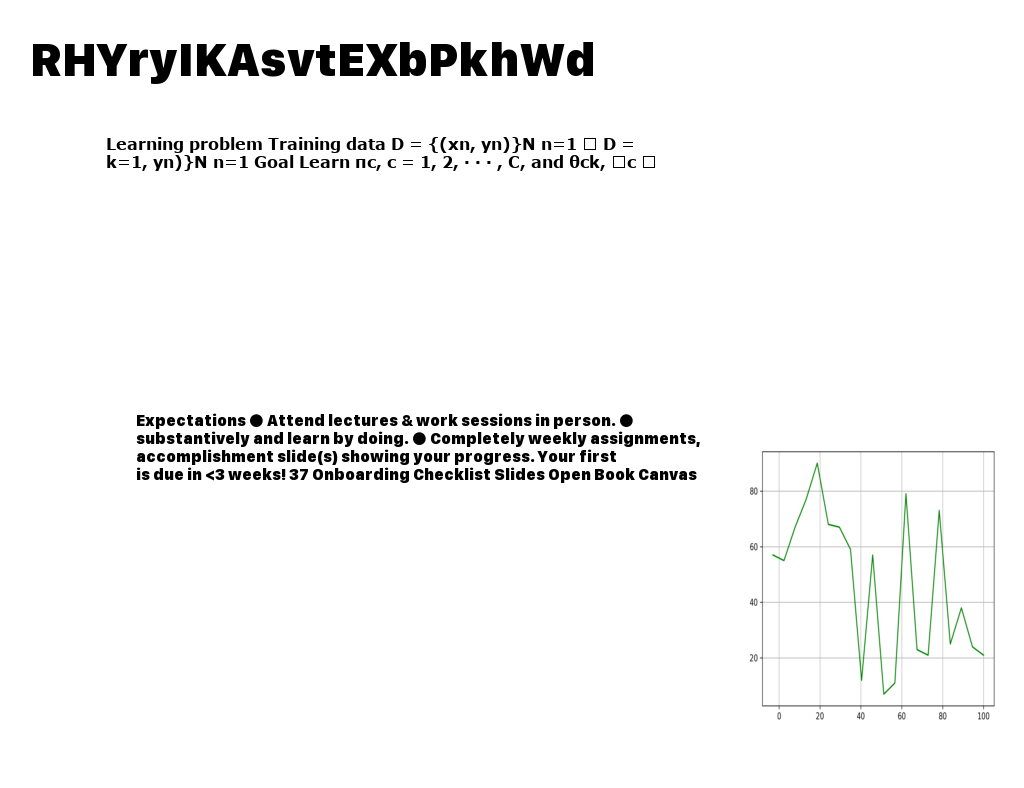 RHYryIKAsvtEXbPkhWd
Learning problem Training data D = {(xn, yn)}N n=1 □ D =
k=1, yn)}N n=1 Goal Learn πc, c = 1, 2, · · · , C, and θck, □c □
Expectations ● Attend lectures & work sessions in person. ●
substantively and learn by doing. ● Completely weekly assignments,
accomplishment slide(s) showing your progress. Your first
is due in <3 weeks! 37 Onboarding Checklist Slides Open Book Canvas
80
60
40
20
0 20 40 60 80 100